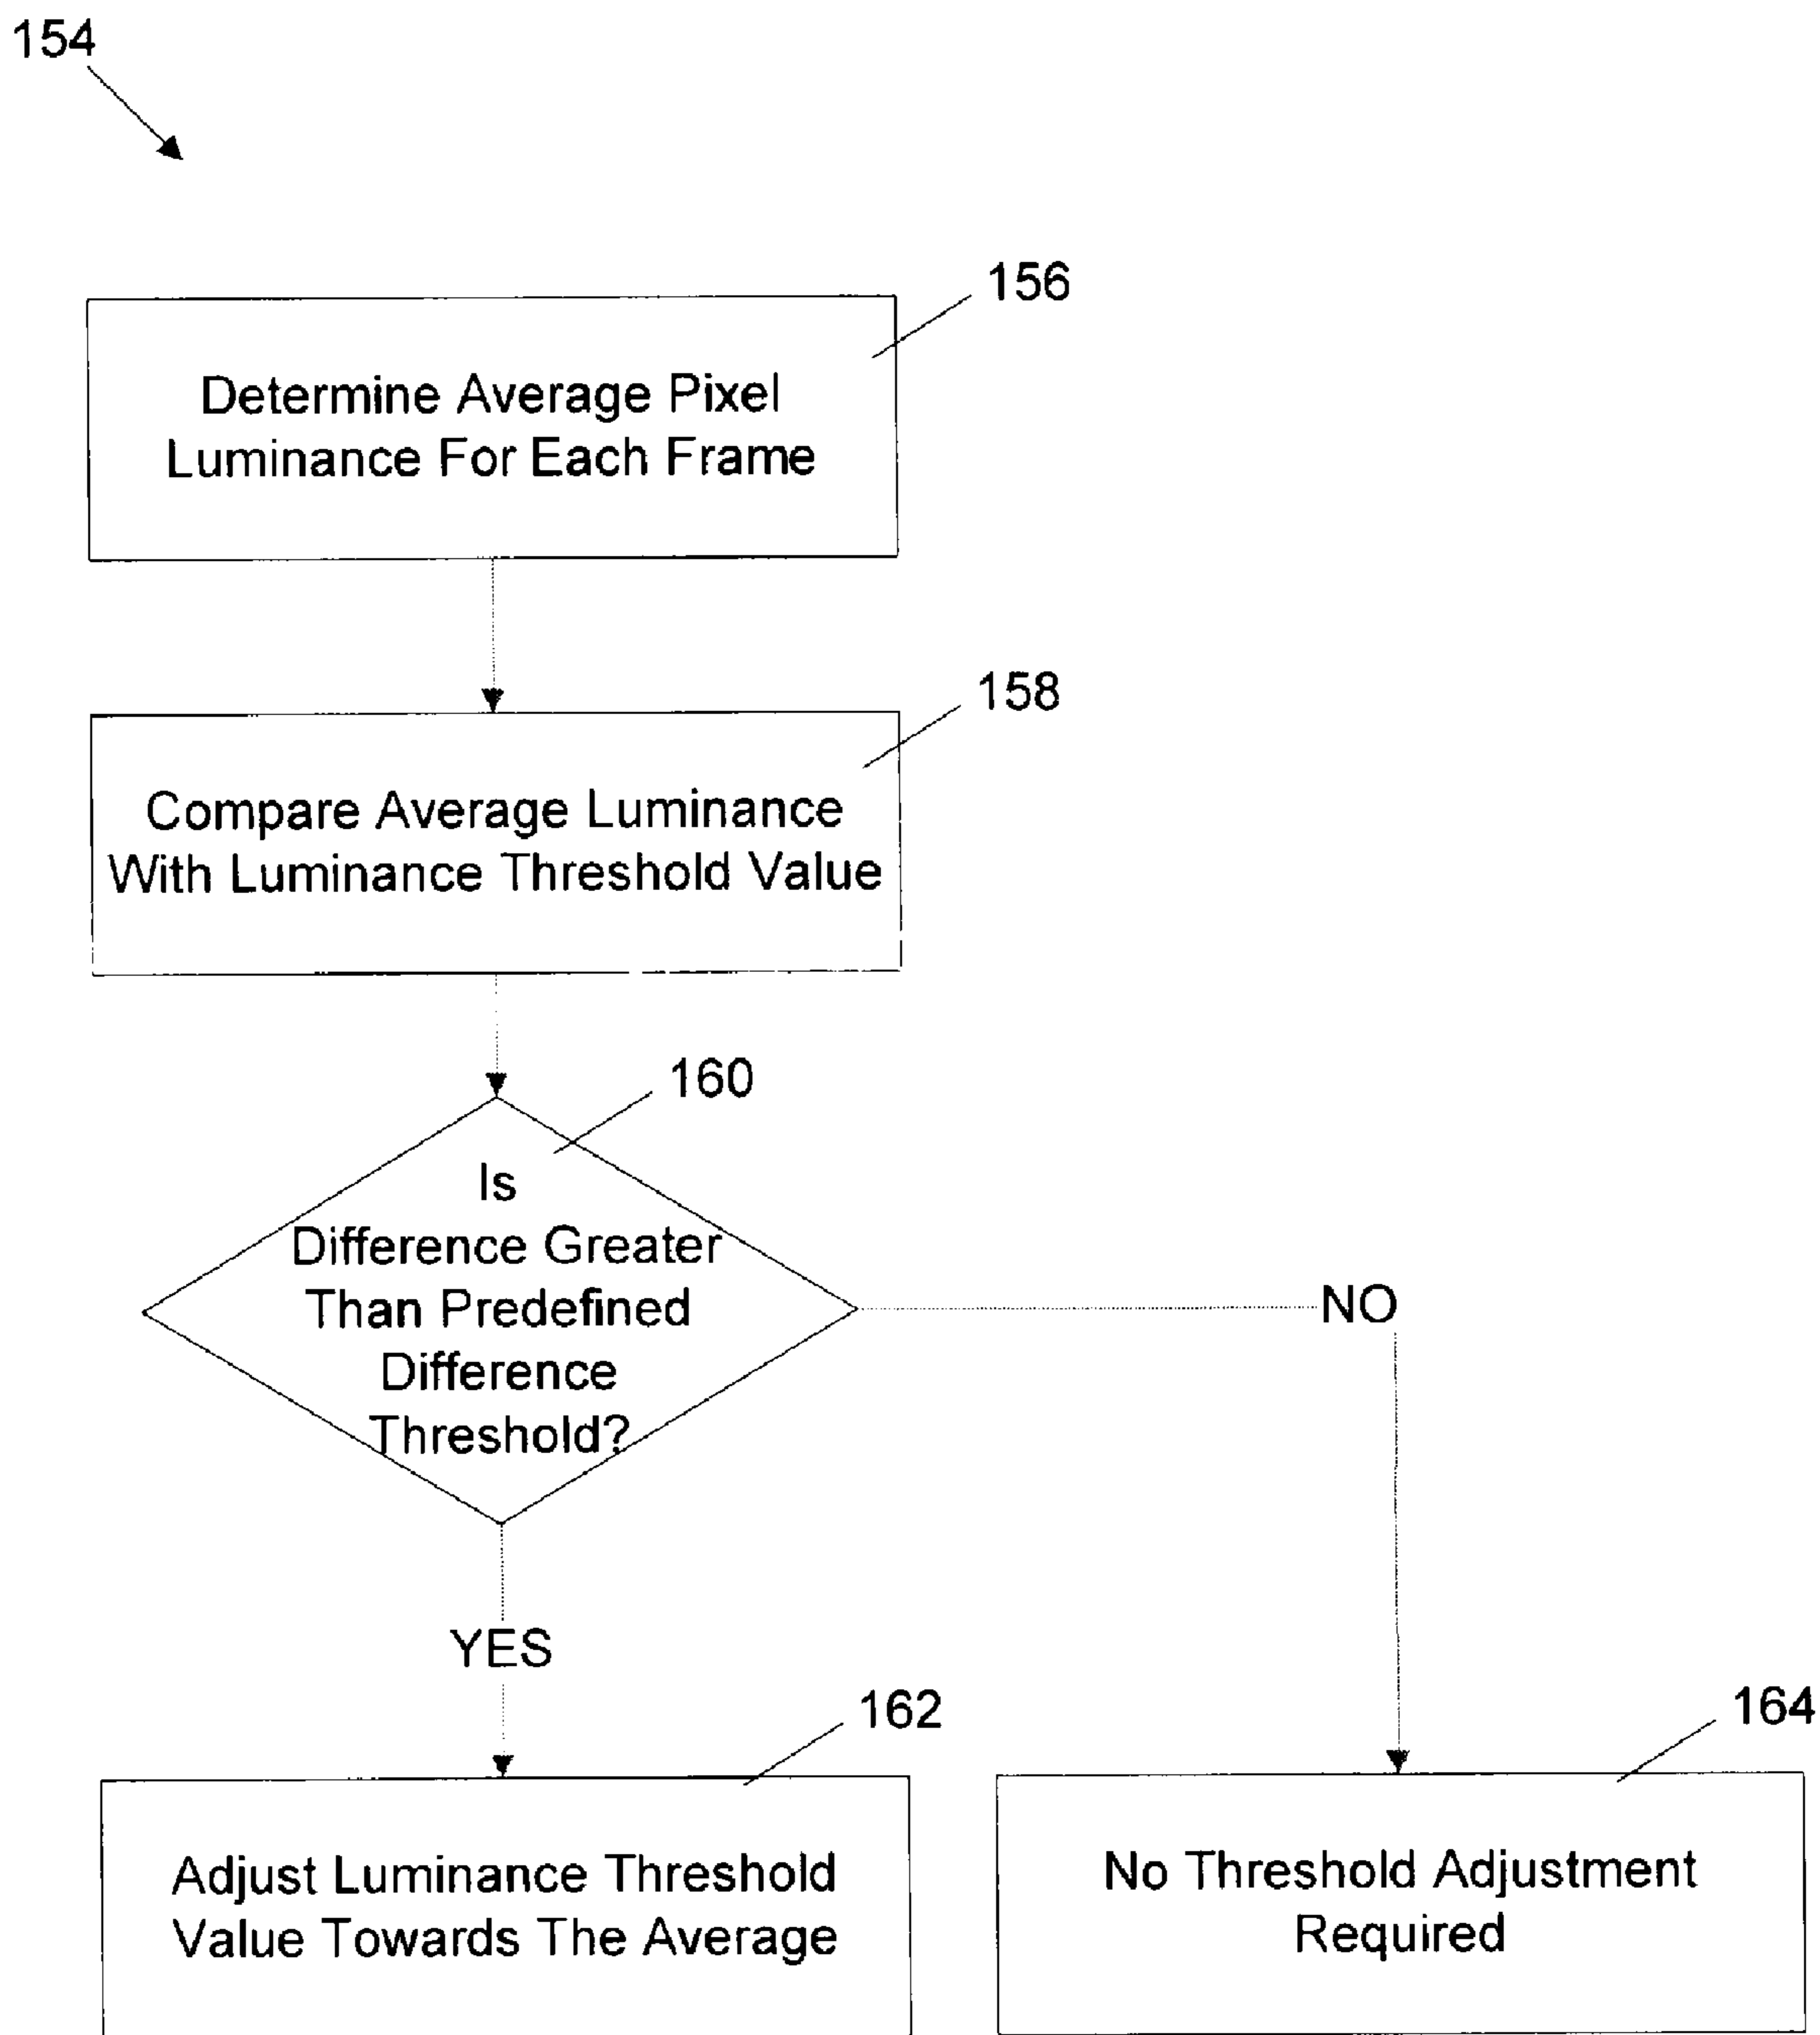 154
156
Determine Average Pixel
Luminance For Each Frame
158
Compare Average Luminance
With Luminance Threshold Value
160
Is
Difference Greater
Than Predefined
Difference
Threshold?
NO
YES
162
164
Adjust Luminance Threshold
Value Towards The Average
No Threshold Adjustment
Required